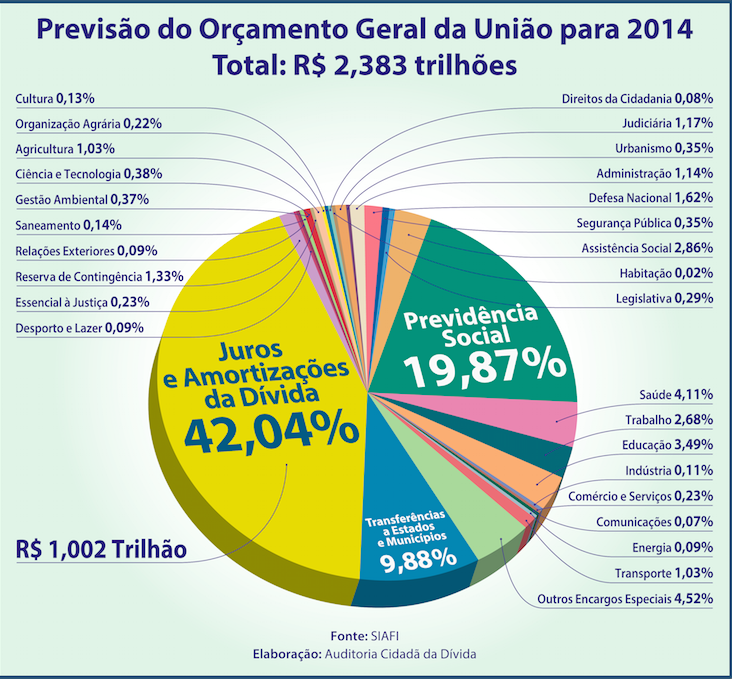 Previsão do Orçamento Geral da União para 2014
Total: R$ 2,383 trilhões
Cultura 0,13%
Organização Agrária 0,22%
Agricultura 1,03%
Ciência e Tecnologia 0,38%
Gestão Ambiental 0,37%
Saneamento 0,14%
Relações Exteriores 0,09%
Reserva de Contingência 1,33%
Essencial à Justiça 0,23%
Desporto e Lazer 0,09%
Direitos da Cidadania 0,08%
Judiciária 1,17%
Urbanismo 0,35%
Administração 1,14%
Defesa Nacional 1,62%
Segurança Pública 0,35%
Assistência Social 2,86%
Habitação 0,02%
Legislativa 0,29%
Previdência
Social
19,87%
Juros
e Amortizações
da Dívida
42,04%
R$ 1,002 Trilhão
Transferências
a Estados
e Municípios
9,88%
Saúde 4,11%
Trabalho 2,68%
Educação 3,49%
Indústria 0,11%
Comércio e Serviços 0,23%
Comunicações 0,07%
Energia 0,09%
Transporte 1,03%
Outros Encargos Especiais 4,52%
Fonte: SIAFI
Elaboração: Auditoria Cidadã da Dívida